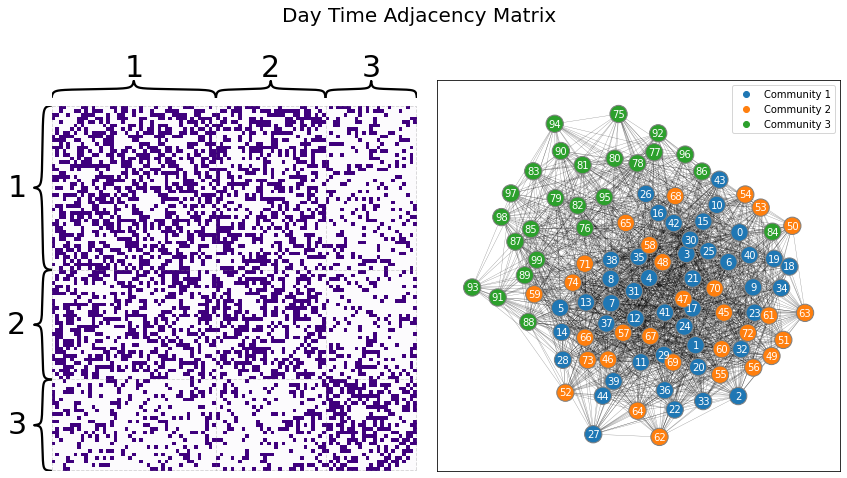 Day Time Adjacency Matrix
1 2 3
1
2
3
Community 1
Community 2
Community 3
75
94
92
90 77 96
81 80 78 86
83 43
97 79 95 26 68 54
82 10 53
98 16
76 65 42 15 50
85 0 84
87 58 30
99 71 38 35 48 3 25 6 40 19 18
89 74 8 4 21
93 91 59 31 70 9 34
5 13 7 47 17
88 37 12 41 45 23 61 63
14 66 57 67 24 72 51
28 73 46 11 29 69 1 60 32 49
20 56
39 55
52 44 36 33 2
64 22
27 62